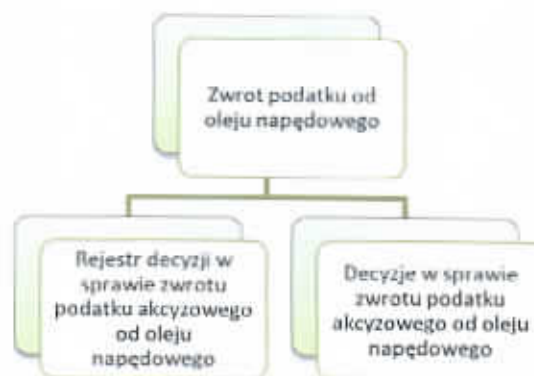 Zwrot podatku od
oleju napędowego
Rejestr decyzji w
sprawie zwrotu
podatku akcyzowego
od oleju
napędowego
Decyzje w sprawie
zwrotu podatku
akcyzowego od oleju
napędowego